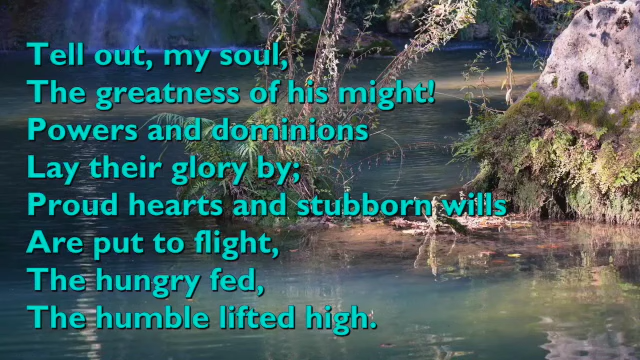 Tell out, my soul,
The greatness of his might!
Powers and dominions
Lay their glory by;
Proud hearts and stubborn wills
Are put to flight,
The hungry fed,
The humble lifted high.